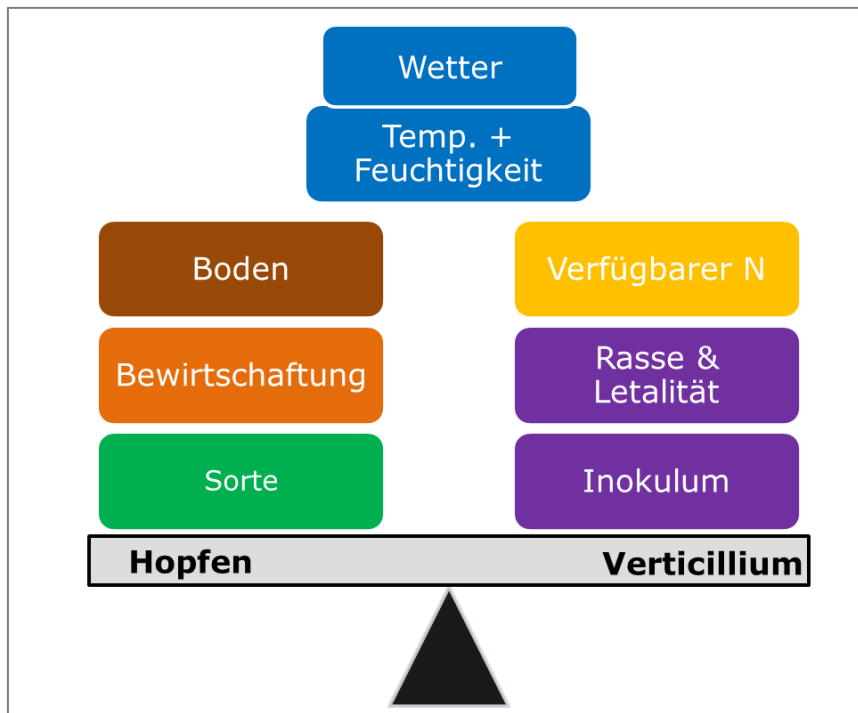 Wetter
Temp. +
Feuchtigkeit
Boden
Verfügbarer N
Bewirtschaftung
Rasse &
Letalität
Sorte
Inokulum
Hopfen
Verticillium